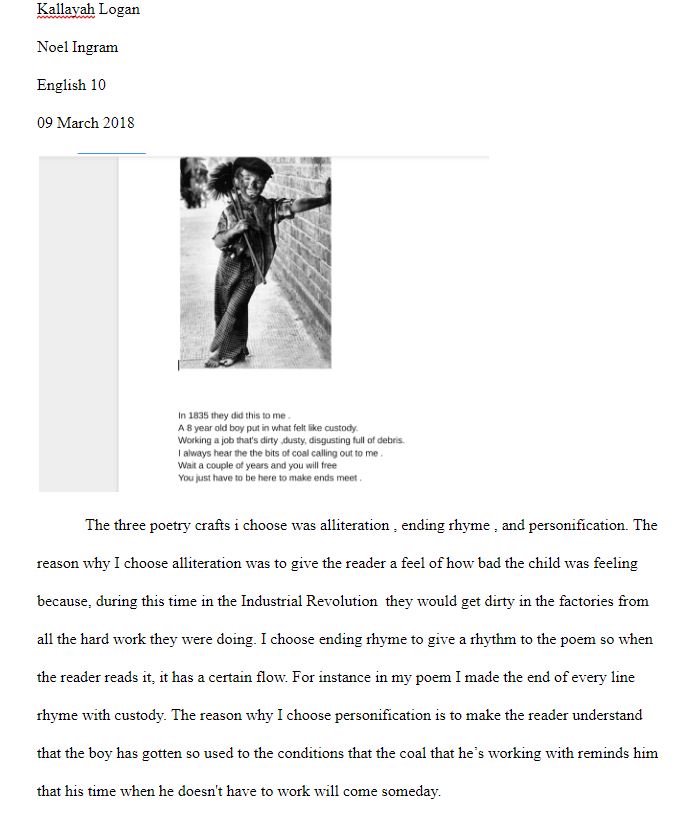 Kallayah Logan
Noel Ingram
English 10
09 March 2018
In 1835 they did this to me .
A 8 year old boy put in what felt like custody.
Working a job that's dirty ,dusty, disgusting full of debris.
I always hear the the bits of coal calling out to me .
Wait a couple of years and you will free
You just have to be here to make ends meet .
The three poetry crafts i choose was alliteration , ending rhyme , and personification. The
reason why I choose alliteration was to give the reader a feel of how bad the child was feeling
because, during this time in the Industrial Revolution  they would get dirty in the factories from
all the hard work they were doing. I choose ending rhyme to give a rhythm to the poem so when
the reader reads it, it has a certain flow. For instance in my poem I made the end of every line
rhyme with custody. The reason why I choose personification is to make the reader understand
that the boy has gotten so used to the conditions that the coal that he’s working with reminds him
that his time when he doesn't have to work will come someday.